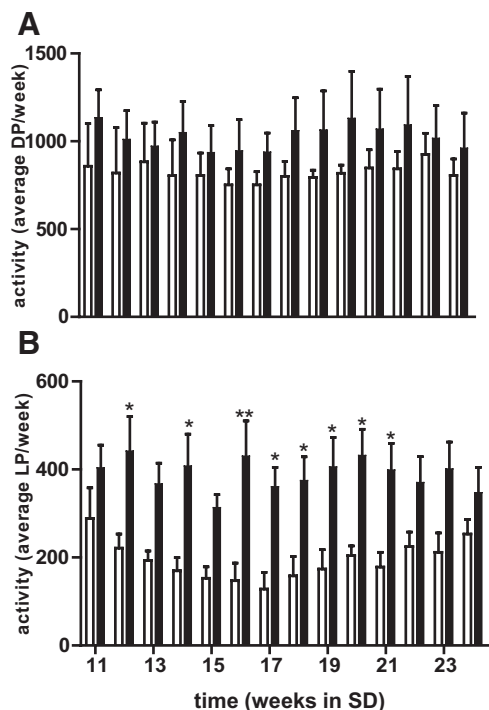 A
1500
1000
500
0
activity (average DP/week)
B
600
400
200
0
activity (average LP/week)
* * ** * * * * *
11 13 15 17 19 21 23
time (weeks in SD)